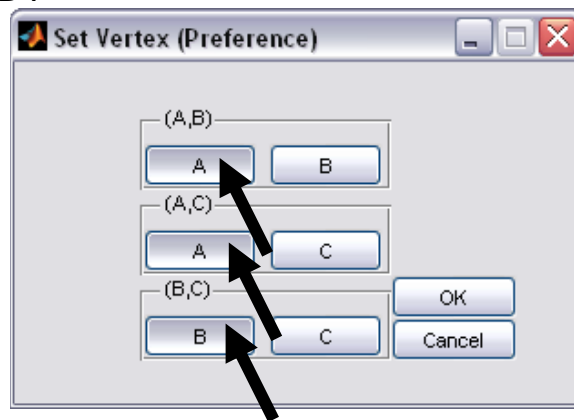 Set Vertex (Preference)
(A,B)
A B
(A,C)
A C
(B,C)
OK
B C
Cancel